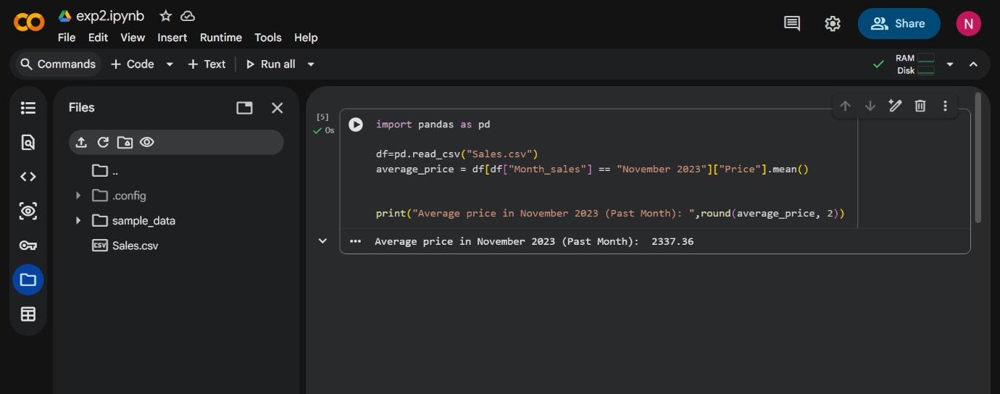 exp2.ipynb
File Edit View Insert Runtime Tools Help
Share
N
Commands + Code + Text Run all
RAM
Disk
Files
..
.config
sample_data
CSV Sales.csv
[5]
0s
import pandas as pd
df=pd.read_csv("Sales.csv")
average_price = df[df["Month_sales"] == "November 2023"]["Price"].mean()
print("Average price in November 2023 (Past Month): ",round(average_price, 2))
Average price in November 2023 (Past Month):  2337.36